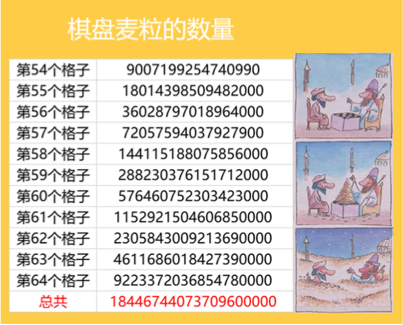 棋盘麦粒的数量
第54个格子 9007199254740990
第55个格子 18014398509482000
第56个格子 36028797018964000
第57个格子 72057594037927900
第58个格子 144115188075856000
第59个格子 288230376151712000
第60个格子 576460752303423000
第61个格子 1152921504606850000
第62个格子 2305843009213690000
第63个格子 4611686018427390000
第64个格子 9223372036854780000
总共 18446744073709600000